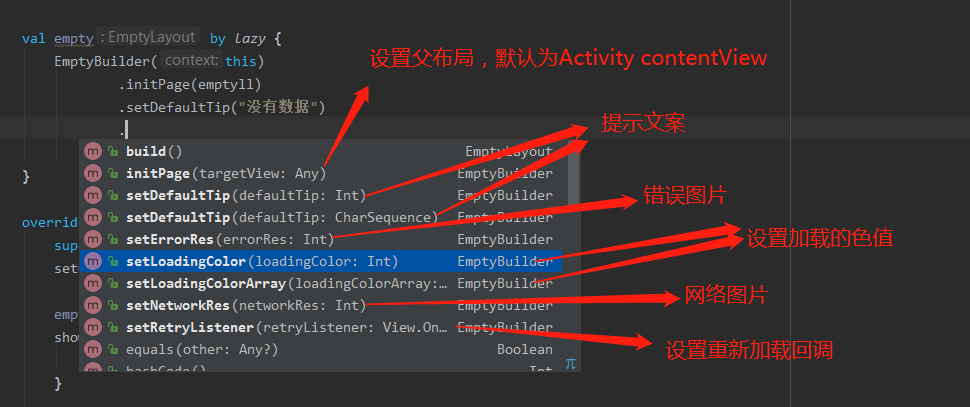 val empty : EmptyLayout by lazy {
EmptyBuilder( context: this)
设置父布局，默认为Activity contentView
.initPage(emptyll)
.setDefaultTip("没有数据")
.
提示文案
build() EmptyLayout
initPage(targetView: Any) EmptyBuilder
}
setDefaultTip(defaultTip: Int) EmptyBuilder
错误图片
setDefaultTip(defaultTip: CharSequence) EmptyBuilder
override
setErrorRes(errorRes: Int) EmptyBuilder
设置加载的色值
sup
setLoadingColor(loadingColor: Int) EmptyBuilder
set
setLoadingColorArray(loadingColorArray:… EmptyBuilder
网络图片
setNetworkRes(networkRes: Int) EmptyBuilder
emp
setRetryListener(retryListener: View.On… EmptyBuilder
sho
equals(other: Any?) Boolean
设置重新加载回调
hashCode() Int
π
}